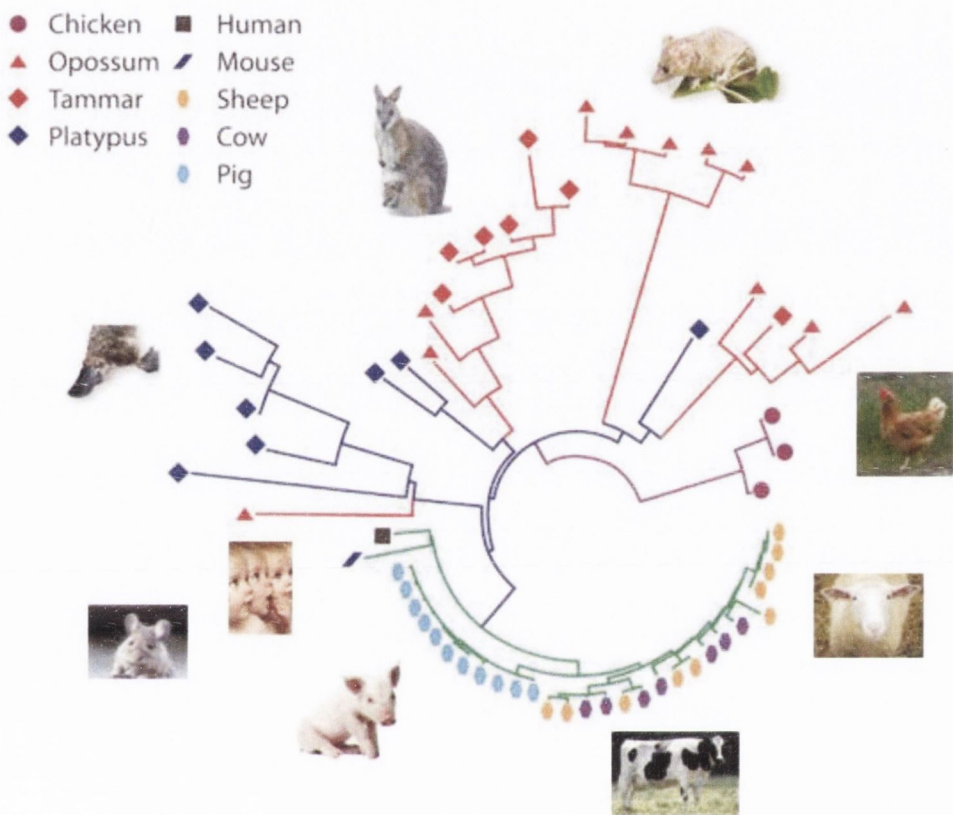 Chicken
Opossum
Tammar
Platypus
Human
Mouse
Sheep
Cow
Pig